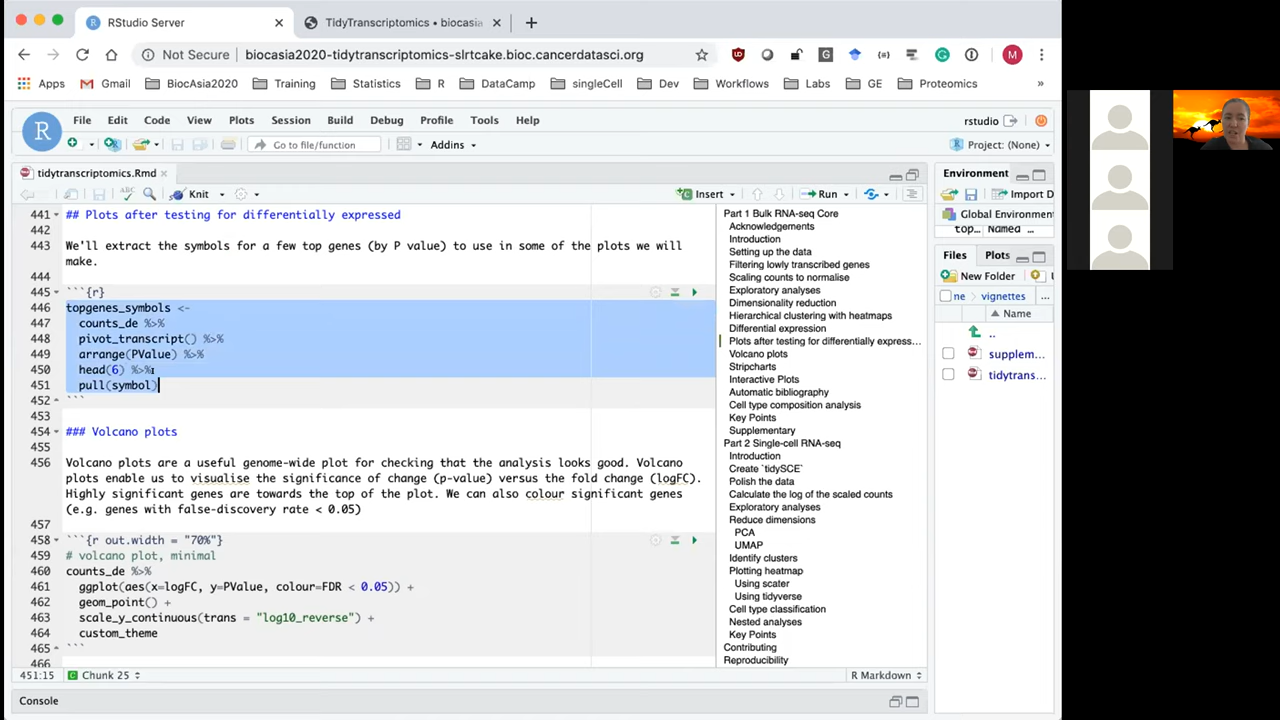 RStudio Server
TidyTranscriptomics • biocasia
Not Secure
biocasia2020-tidytranscriptomics-slrtcake.bioc.cancerdatasci.org
Apps
Gmail
BiocAsia2020
Training
Statistics
R
DataCamp
singleCell
Dev
Workflows
Labs
GE
Proteomics
»
File
Edit
Code
View
Plots
Session
Build
Debug
Profile
Tools
Help
rstudio
Go to file/function
Addins
Project: (None)
tidytranscriptomics.Rmd
Knit
Insert
Run
441 ## Plots after testing for differentially expressed
442
443 We'll extract the symbols for a few top genes (by P value) to use in some of the plots we will
make.
444
445 ```{r}
446 topgenes_symbols <-
447 counts_de %>%
448 pivot_transcript() %>%
449 arrange(PValue) %>%
450 head(6) %>%
451 pull(symbol)
452 ```
453
454 ### Volcano plots
455
456 Volcano plots are a useful genome-wide plot for checking that the analysis looks good. Volcano
plots enable us to visualise the significance of change (p-value) versus the fold change (logFC).
Highly significant genes are towards the top of the plot. We can also colour significant genes
(e.g. genes with false-discovery rate < 0.05)
457
458 ```{r out.width = "70%"}
459 # volcano plot, minimal
460 counts_de %>%
461 ggplot(aes(x=logFC, y=PValue, colour=FDR < 0.05)) +
462 geom_point() +
463 scale_y_continuous(trans = "log10_reverse") +
464 custom_theme
465 ```
466
451:15
Chunk 25
R Markdown
Console
Part 1 Bulk RNA-seq Core
Acknowledgements
Introduction
Setting up the data
Filtering lowly transcribed genes
Scaling counts to normalise
Exploratory analyses
Dimensionality reduction
Hierarchical clustering with heatmaps
Differential expression
Plots after testing for differentially express...
Volcano plots
Stripcharts
Interactive Plots
Automatic bibliography
Cell type composition analysis
Key Points
Supplementary
Part 2 Single-cell RNA-seq
Introduction
Create `tidySCE`
Polish the data
Calculate the log of the scaled counts
Exploratory analyses
Reduce dimensions
PCA
UMAP
Identify clusters
Plotting heatmap
Using scater
Using tidyverse
Cell type classification
Nested analyses
Key Points
Contributing
Reproducibility
Environment
Import D
Global Environment
top… Named …
Files
Plots
New Folder
ne
vignettes
...
Name
..
supplem...
tidytrans...